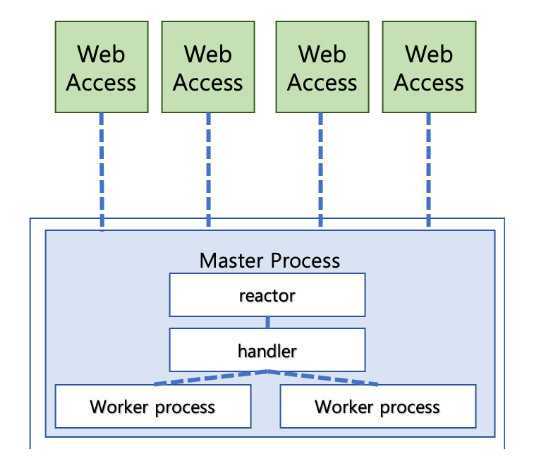 Web
Access
Web
Access
Web
Access
Web
Access
Master Process
reactor
handler
Worker process
Worker process